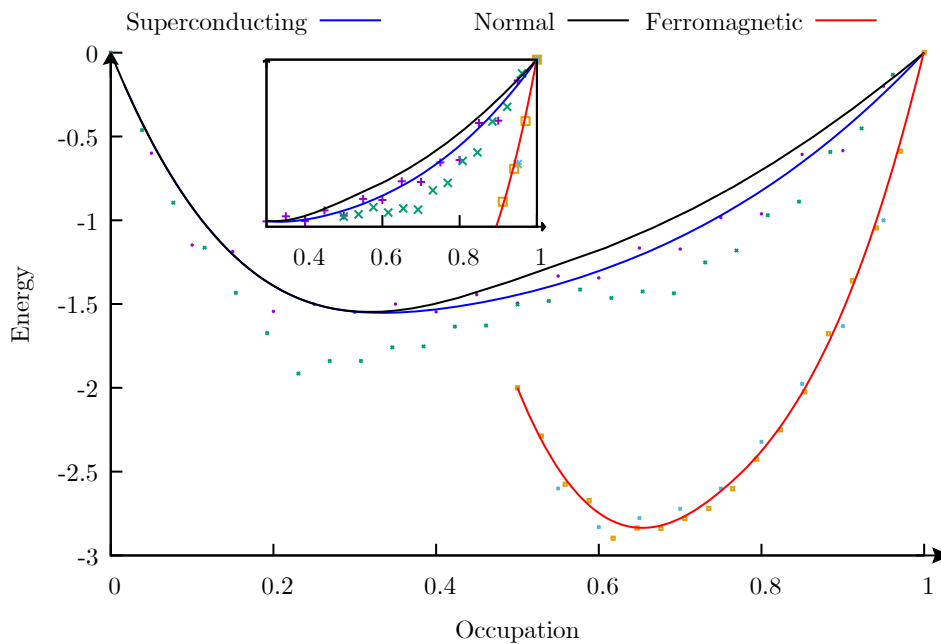 Superconducting Normal Ferromagnetic
0
-0.5
-1
-1.5
-2
-2.5
-3
0.4 0.6 0.8 1
0 0.2 0.4 0.6 0.8 1
Energy
Occupation